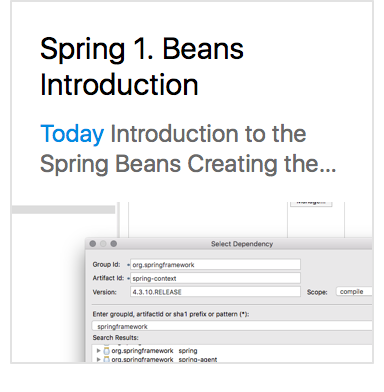 Spring 1. Beans
Introduction
Today Introduction to the
Spring Beans Creating the...
Manage...
Select Dependency
Group Id: * org.springframework
Artifact Id: * spring-context
Version: 4.3.10.RELEASE Scope: compile
Enter groupId, artifactId or sha1 prefix or pattern (*):
springframework
Search Results:
org.springframework spring
org.springframework spring-agent